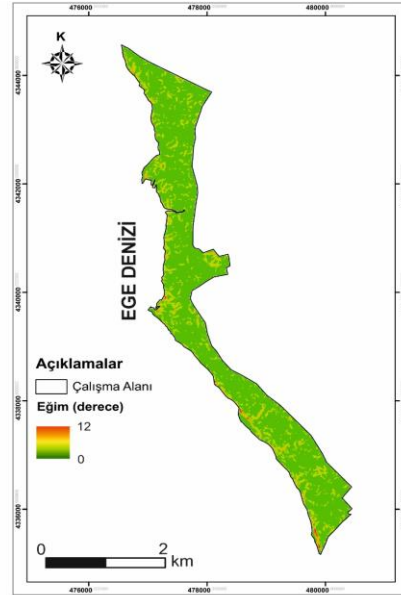 476000 478000 480000
K
4344000
4342000
EGE DENİZİ
4340000
Açıklamalar
Çalışma Alanı
Eğim (derece)
12
0
4338000
4336000
0 2
km
476000 478000 480000